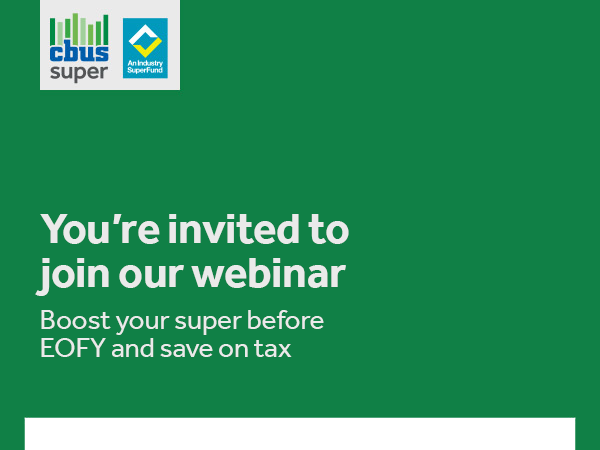 cbus
super
An Industry
SuperFund
You're invited to
join our webinar
Boost your super before
EOFY and save on tax